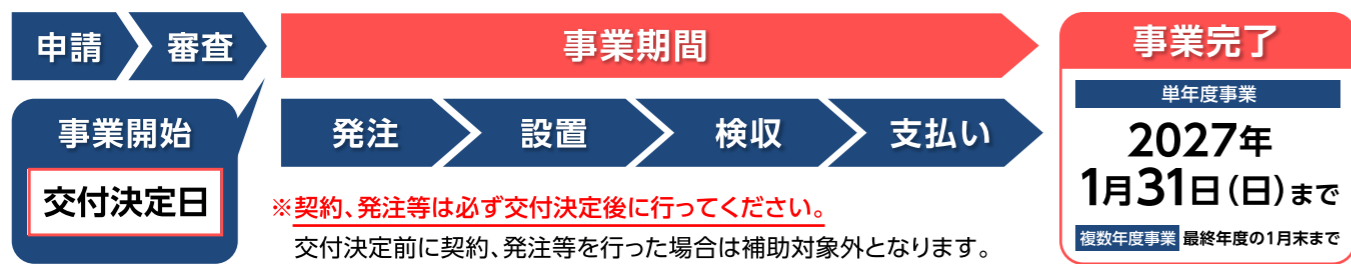 申請
審査
事業期間
事業開始
交付決定日
発注
設置
検収
支払い
※契約、発注等は必ず交付決定後に行ってください。
交付決定前に契約、発注等を行った場合は補助対象外となります。
事業完了
単年度事業
2027年
1月31日(日)まで
複数年度事業 最終年度の1月末まで